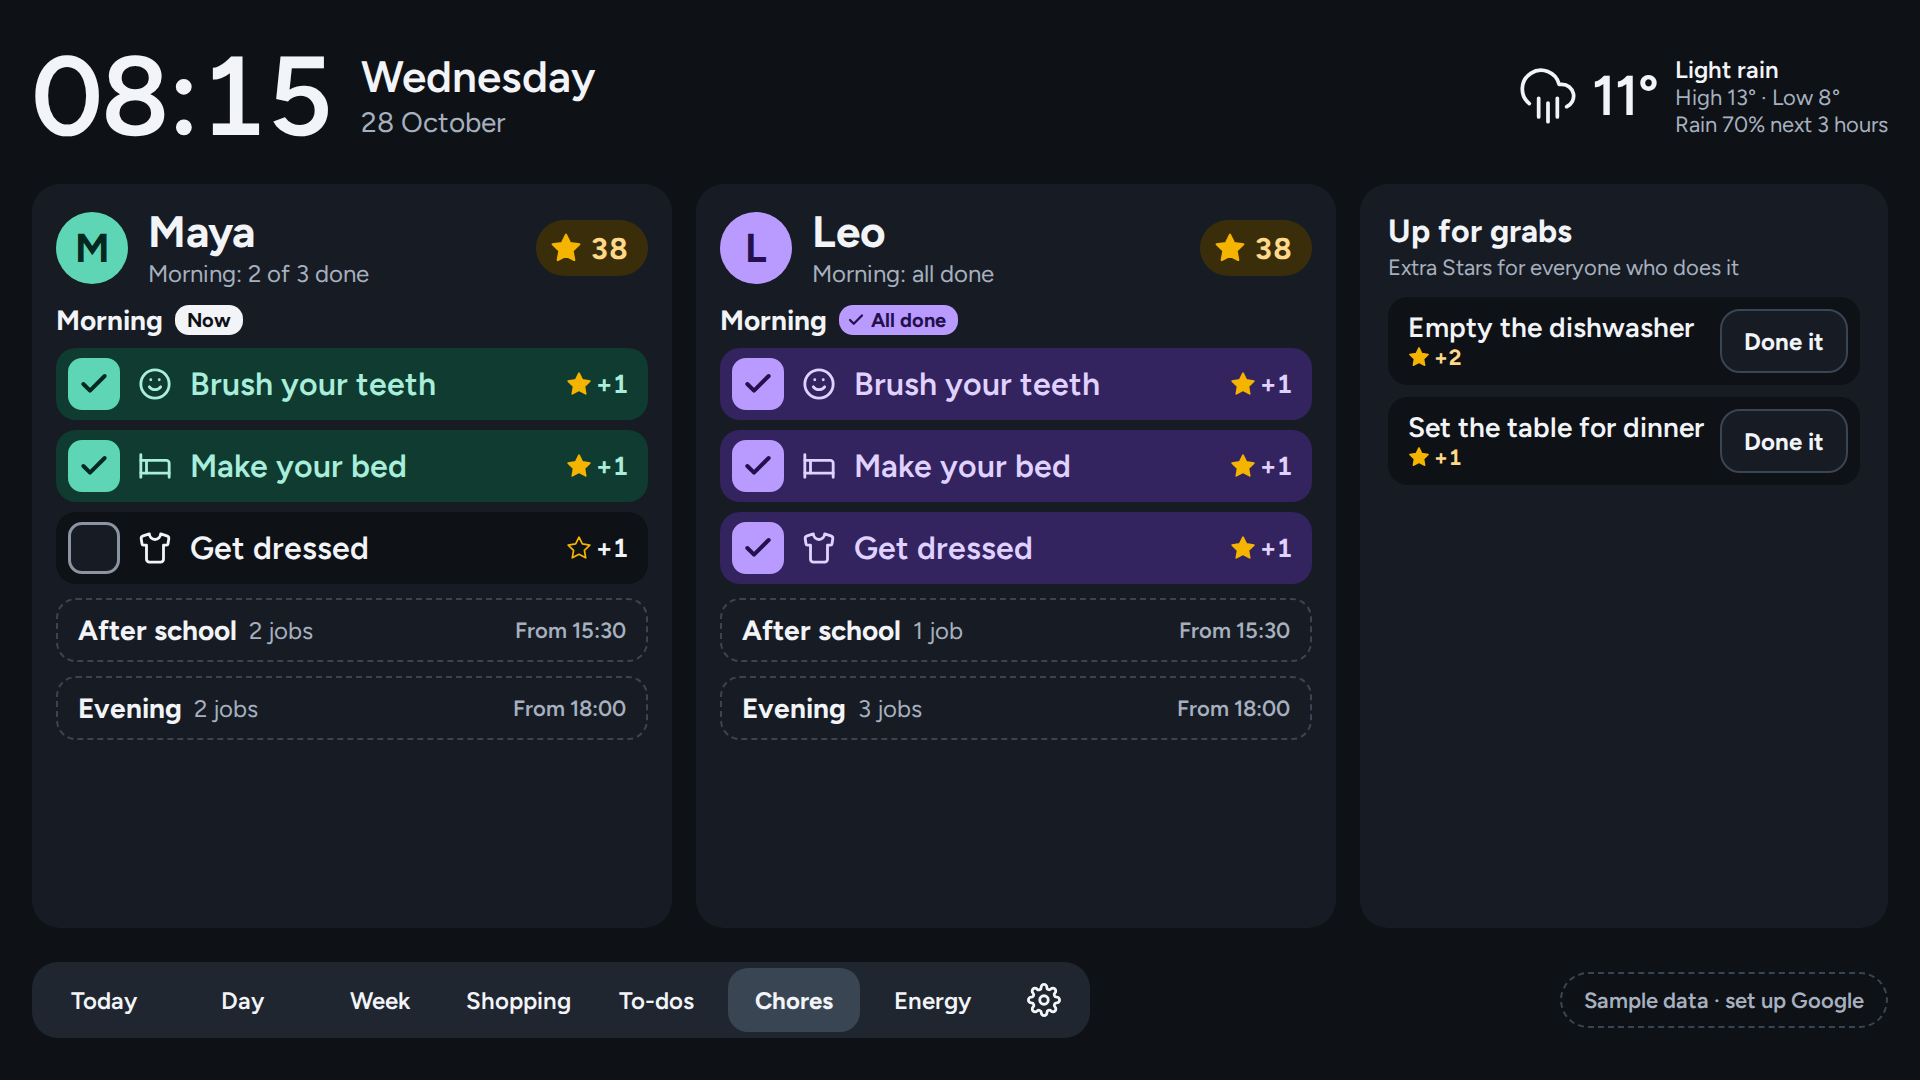 08:15
Wednesday
28 October
11°
Light rain
High 13° · Low 8°
Rain 70% next 3 hours
M
Maya
Morning: 2 of 3 done
38
Morning
Now
Brush your teeth
+1
Make your bed
+1
Get dressed
+1
After school 2 jobs
From 15:30
Evening 2 jobs
From 18:00
L
Leo
Morning: all done
38
Morning
All done
Brush your teeth
+1
Make your bed
+1
Get dressed
+1
After school 1 job
From 15:30
Evening 3 jobs
From 18:00
Up for grabs
Extra Stars for everyone who does it
Empty the dishwasher
+2
Done it
Set the table for dinner
+1
Done it
Today
Day
Week
Shopping
To-dos
Chores
Energy
Sample data · set up Google